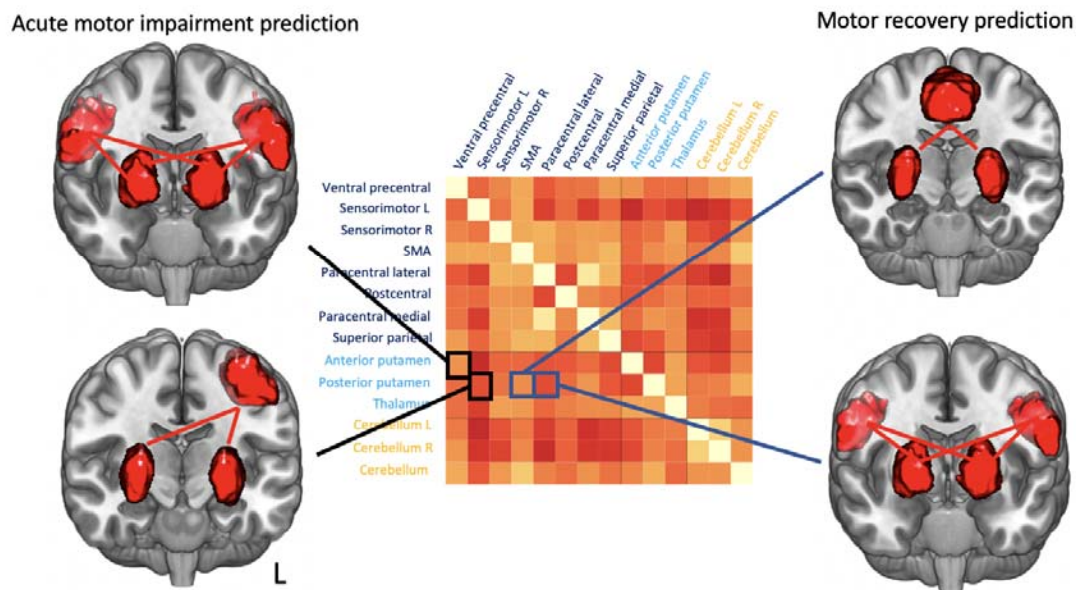 Acute motor impairment prediction
Motor recovery prediction
Ventral precentral
Sensorimotor L
Sensorimotor R
SMA
Paracentral lateral
Postcentral
Paracentral medial
Superior parietal
Anterior putamen
Posterior putamen
Thalamus
Cerebellum L
Cerebellum R
Cerebellum
Ventral precentral
Sensorimotor L
Sensorimotor R
SMA
Paracentral lateral
Postcentral
Paracentral medial
Superior parietal
Anterior putamen
Posterior putamen
Thalamus
Cerebellum L
Cerebellum R
Cerebellum
L